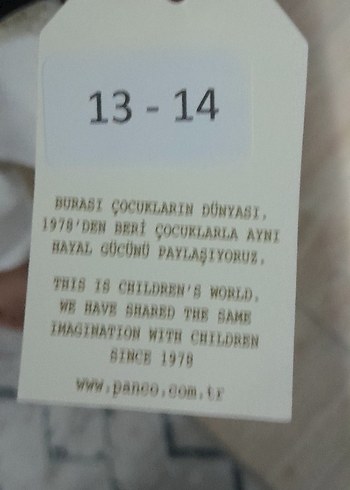 13 - 14
BURASI ÇOCUKLARIN DÜNYASI.
1978'DEN BERİ ÇOCUKLARLA AYNI
HAYAL GÜCÜNÜ PAYLAŞIYORUZ.
THIS IS CHILDREN'S WORLD.
WE HAVE SHARED THE SAME
IMAGINATION WITH CHILDREN
SINCE 1978
www.panco.com.tr